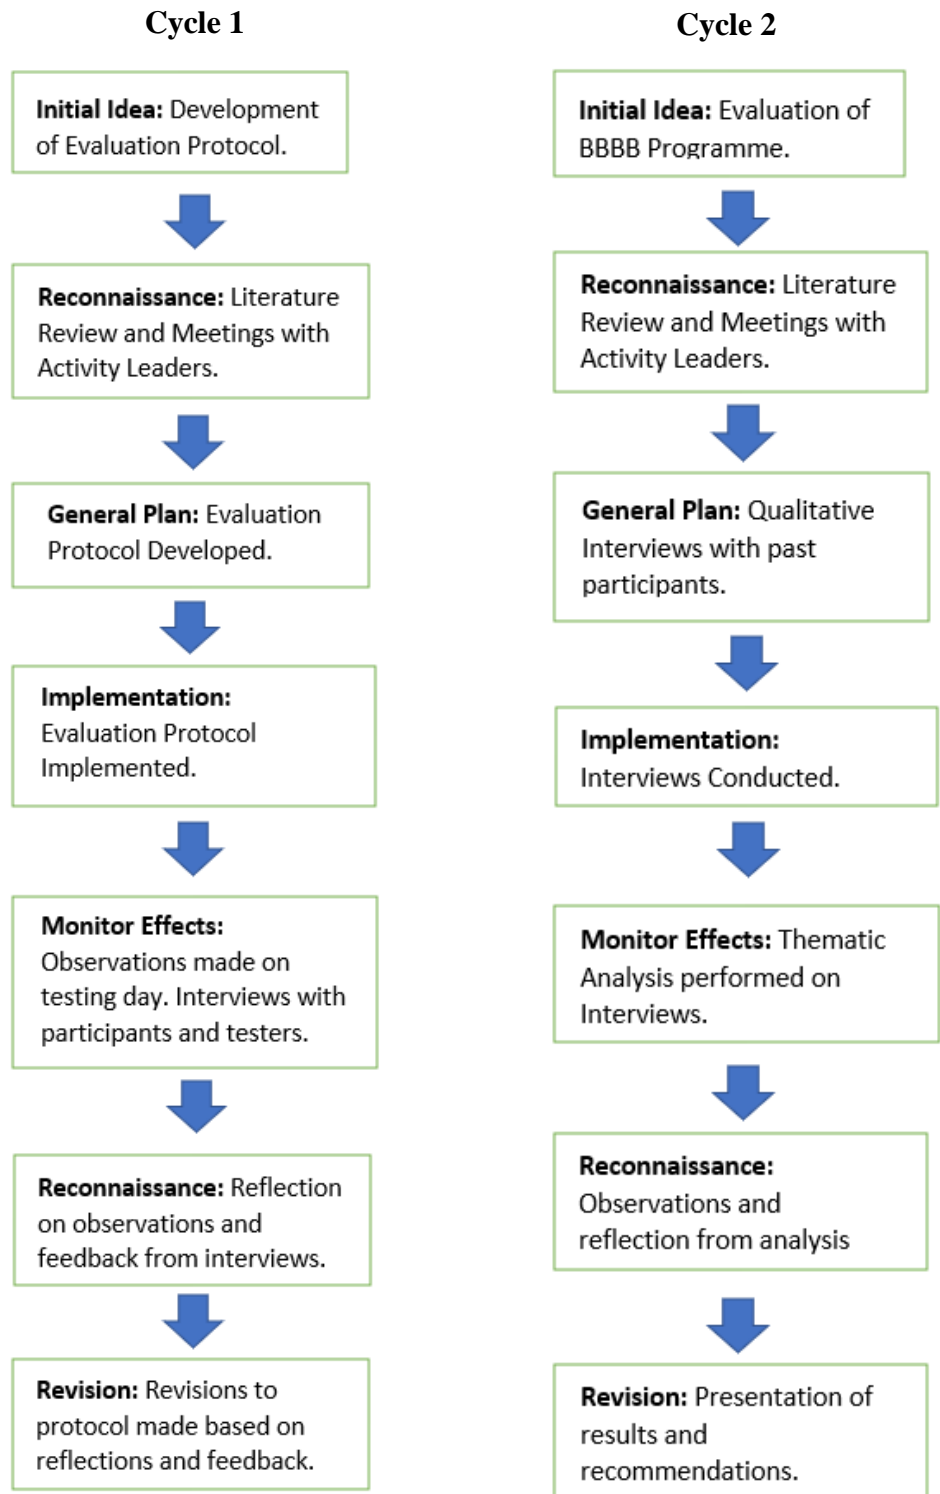 Cycle 1
Initial Idea: Development
of Evaluation Protocol.
Reconnaissance: Literature
Review and Meetings with
Activity Leaders.
General Plan: Evaluation
Protocol Developed.
Implementation:
Evaluation Protocol
Implemented.
Monitor Effects:
Observations made on
testing day. Interviews with
participants and testers.
Reconnaissance: Reflection
on observations and
feedback from interviews.
Revision: Revisions to
protocol made based on
reflections and feedback.
Cycle 2
Initial Idea: Evaluation of
BBBB Programme.
Reconnaissance: Literature
Review and Meetings with
Activity Leaders.
General Plan: Qualitative
Interviews with past
participants.
Implementation:
Interviews Conducted.
Monitor Effects: Thematic
Analysis performed on
Interviews.
Reconnaissance:
Observations and
reflection from analysis
Revision: Presentation of
results and
recommendations.